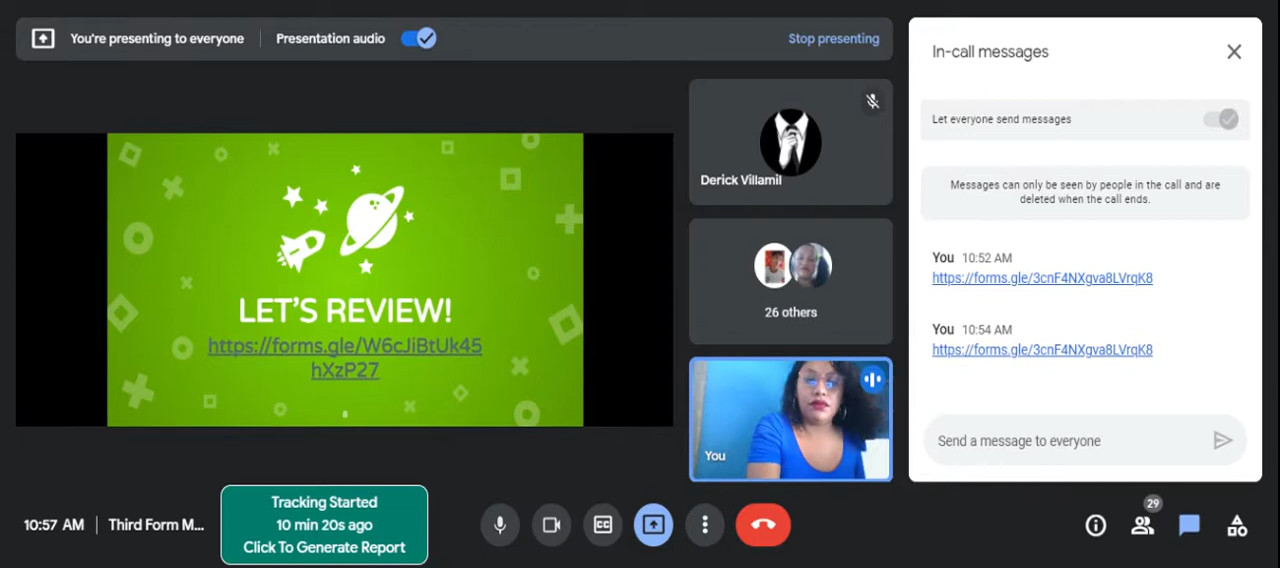 You're presenting to everyone
Presentation audio
Stop presenting
LET'S REVIEW!
https://forms.gle/W6cJiBtUk45
hXzP27
6
Derick Villamil
26 others
You
In-call messages
Let everyone send messages
Messages can only be seen by people in the call and are
deleted when the call ends.
You 10:52 AM
https://forms.gle/3cnF4NXgva8LVrqK8
You 10:54 AM
https://forms.gle/3cnF4NXgva8LVrqK8
Send a message to everyone
10:57 AM
Third Form M...
Tracking Started
10 min 20s ago
Click To Generate Report
CC
29